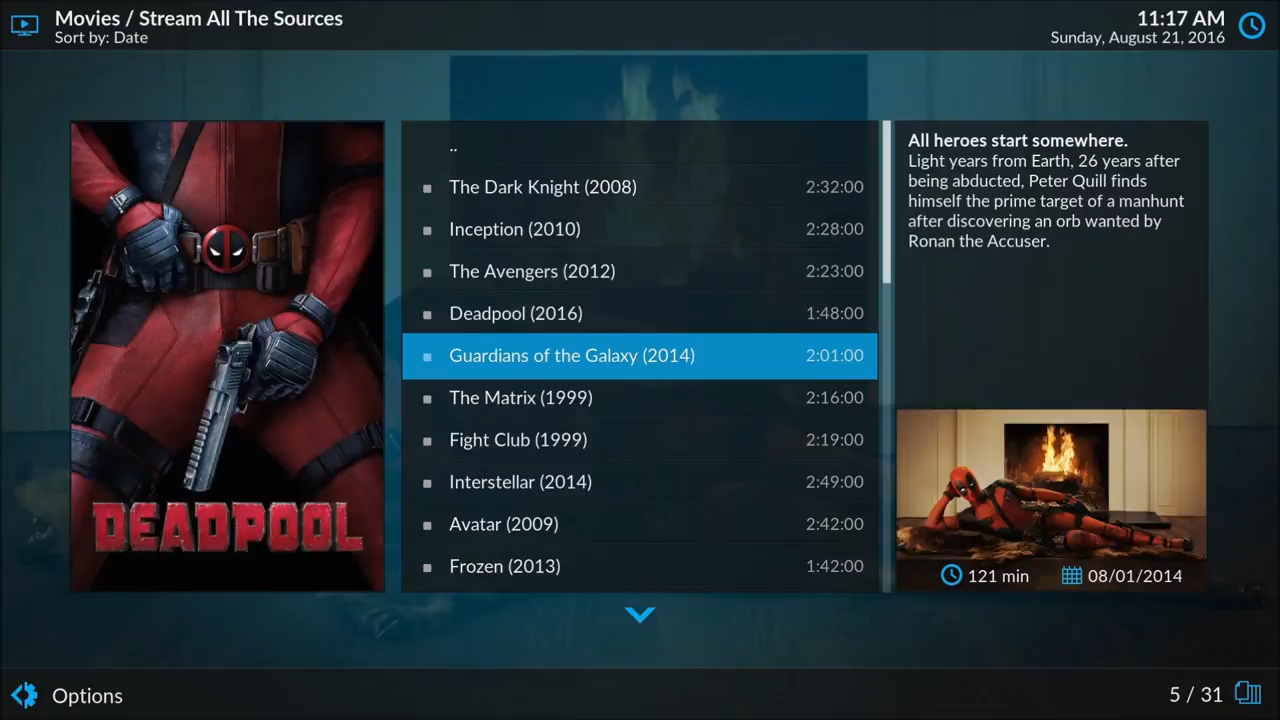 Movies / Stream All The Sources
Sort by: Date
11:17 AM
Sunday, August 21, 2016
DEADPOOL
..
The Dark Knight (2008) 2:32:00
Inception (2010) 2:28:00
The Avengers (2012) 2:23:00
Deadpool (2016) 1:48:00
Guardians of the Galaxy (2014) 2:01:00
The Matrix (1999) 2:16:00
Fight Club (1999) 2:19:00
Interstellar (2014) 2:49:00
Avatar (2009) 2:42:00
Frozen (2013) 1:42:00
All heroes start somewhere.
Light years from Earth, 26 years after
being abducted, Peter Quill finds
himself the prime target of a manhunt
after discovering an orb wanted by
Ronan the Accuser.
121 min 08/01/2014
Options
5 / 31